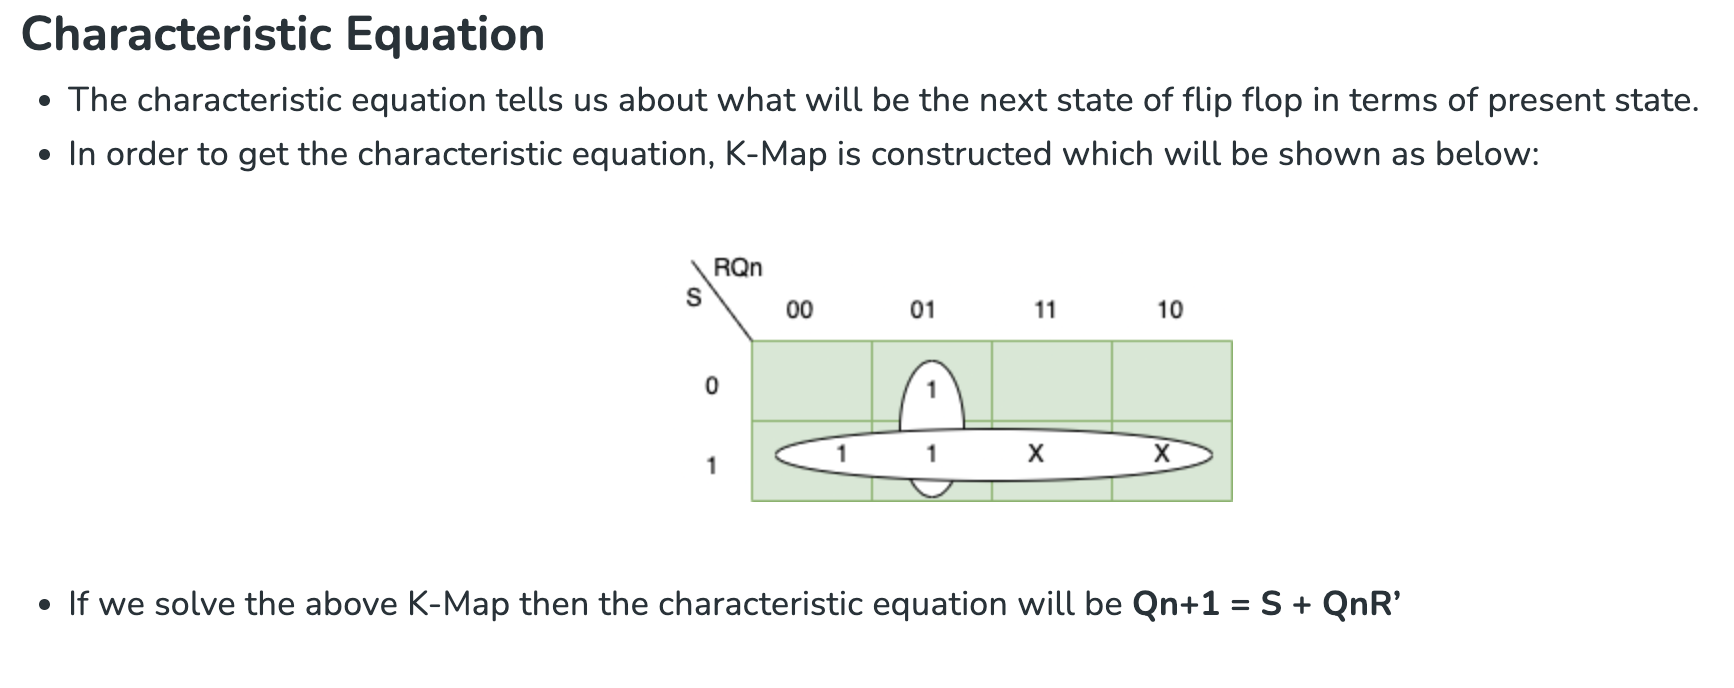 Characteristic Equation
• The characteristic equation tells us about what will be the next state of flip flop in terms of present state.
• In order to get the characteristic equation, K-Map is constructed which will be shown as below:
RQn
S
00 01 11 10
0 1
1 1 1 X X
• If we solve the above K-Map then the characteristic equation will be Qn+1 = S + QnR’